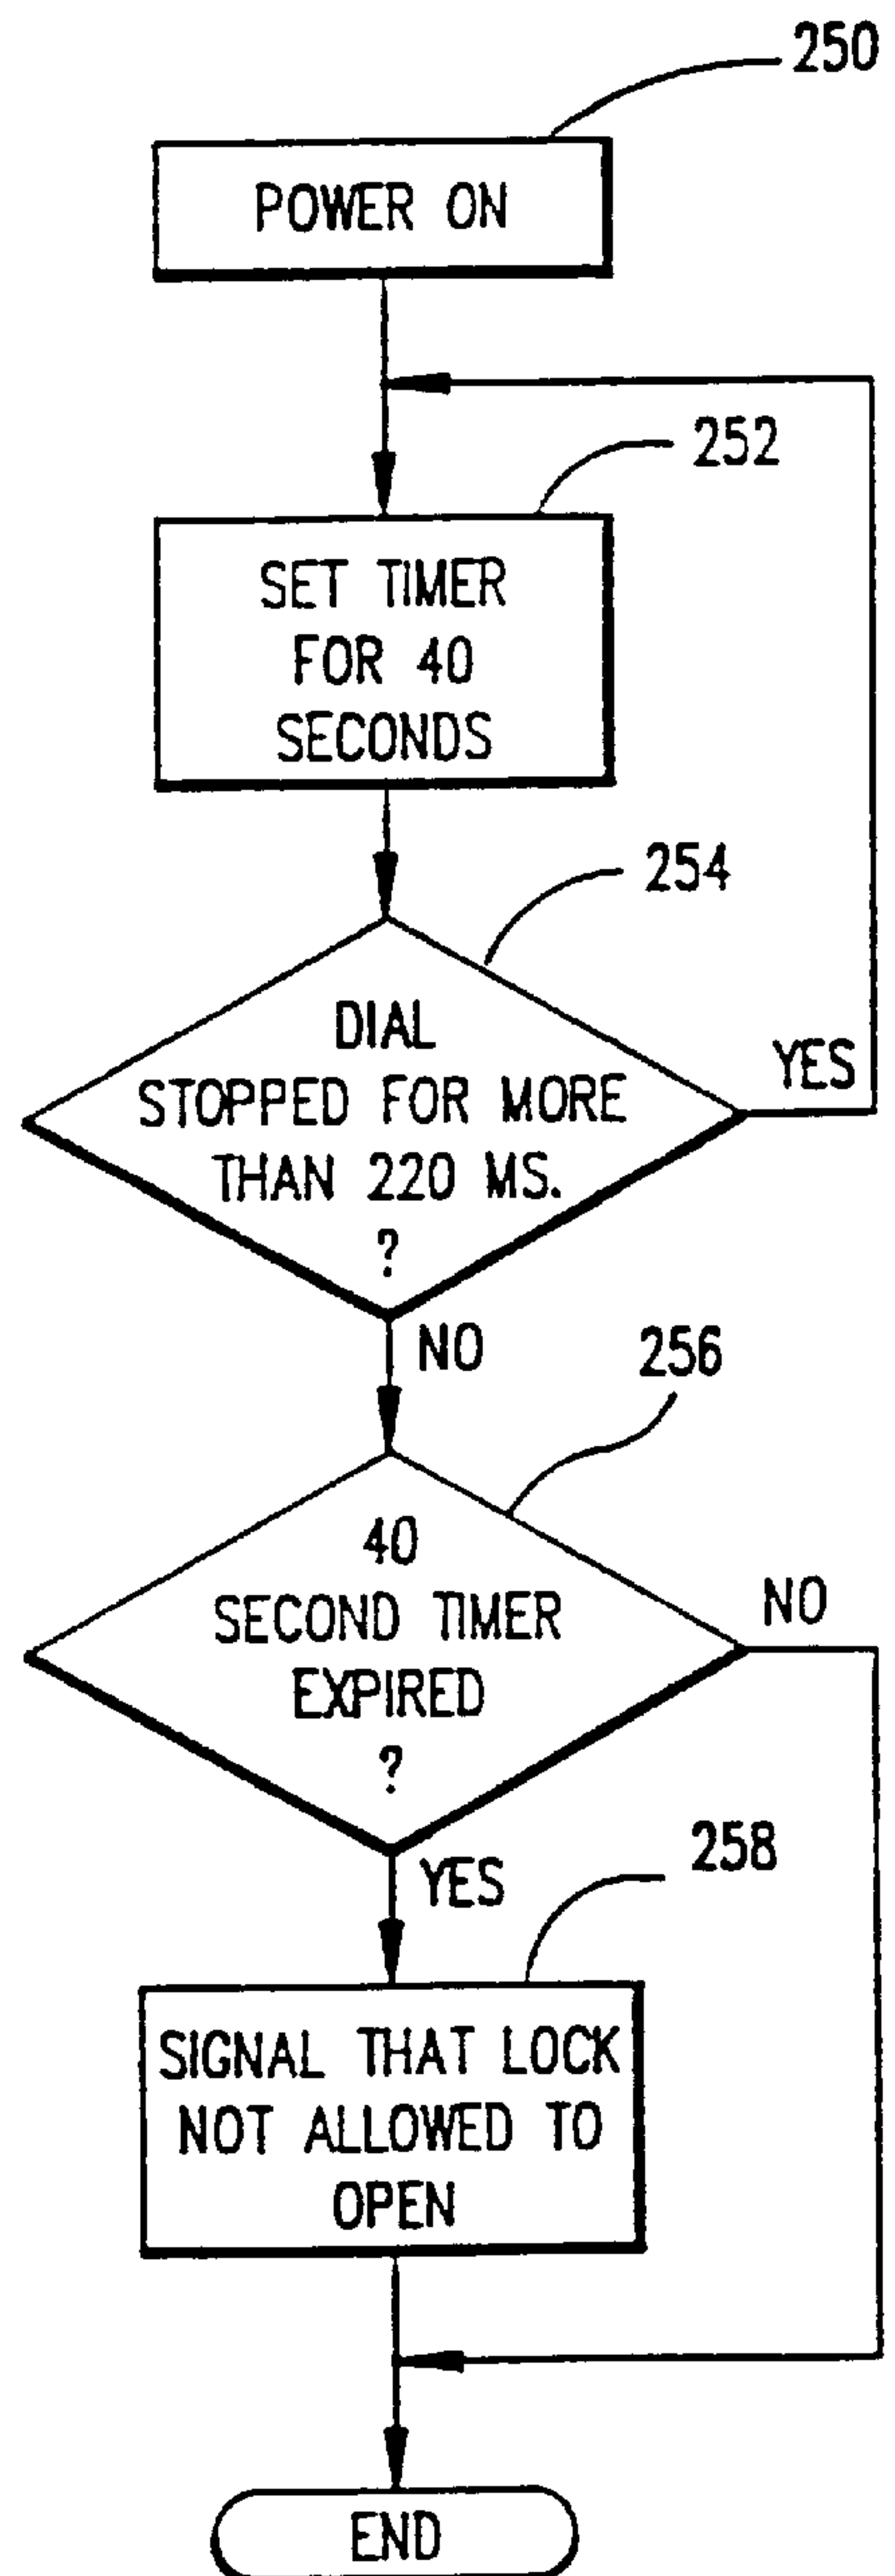 250
POWER ON
252
SET TIMER
FOR 40
SECONDS
254
DIAL
STOPPED FOR MORE
THAN 220 MS.
?
YES
NO
256
40
SECOND TIMER
EXPIRED
?
NO
YES
258
SIGNAL THAT LOCK
NOT ALLOWED TO
OPEN
END